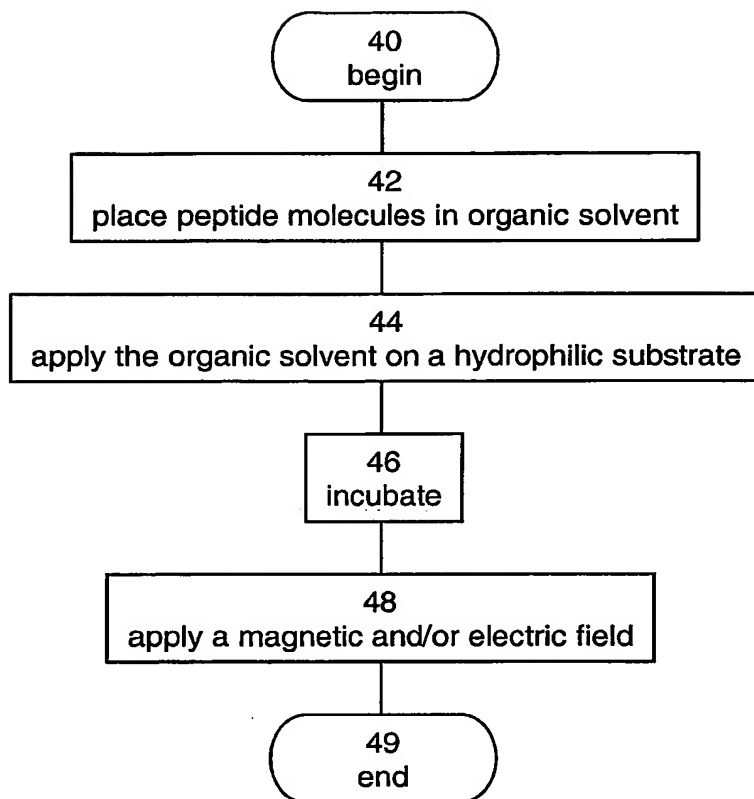 40
begin
42
place peptide molecules in organic solvent
44
apply the organic solvent on a hydrophilic substrate
46
incubate
48
apply a magnetic and/or electric field
49
end